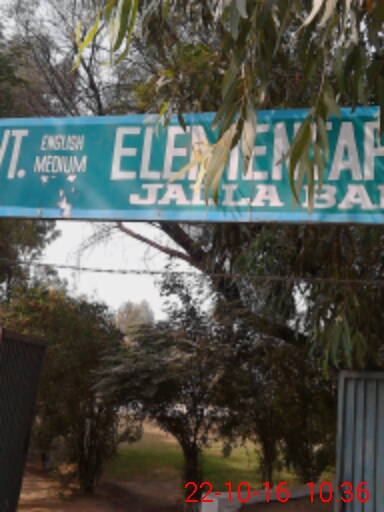 VT. ENGLISH MEDIUM ELEMENTAR
JALLA BA
22-10-16 10:36